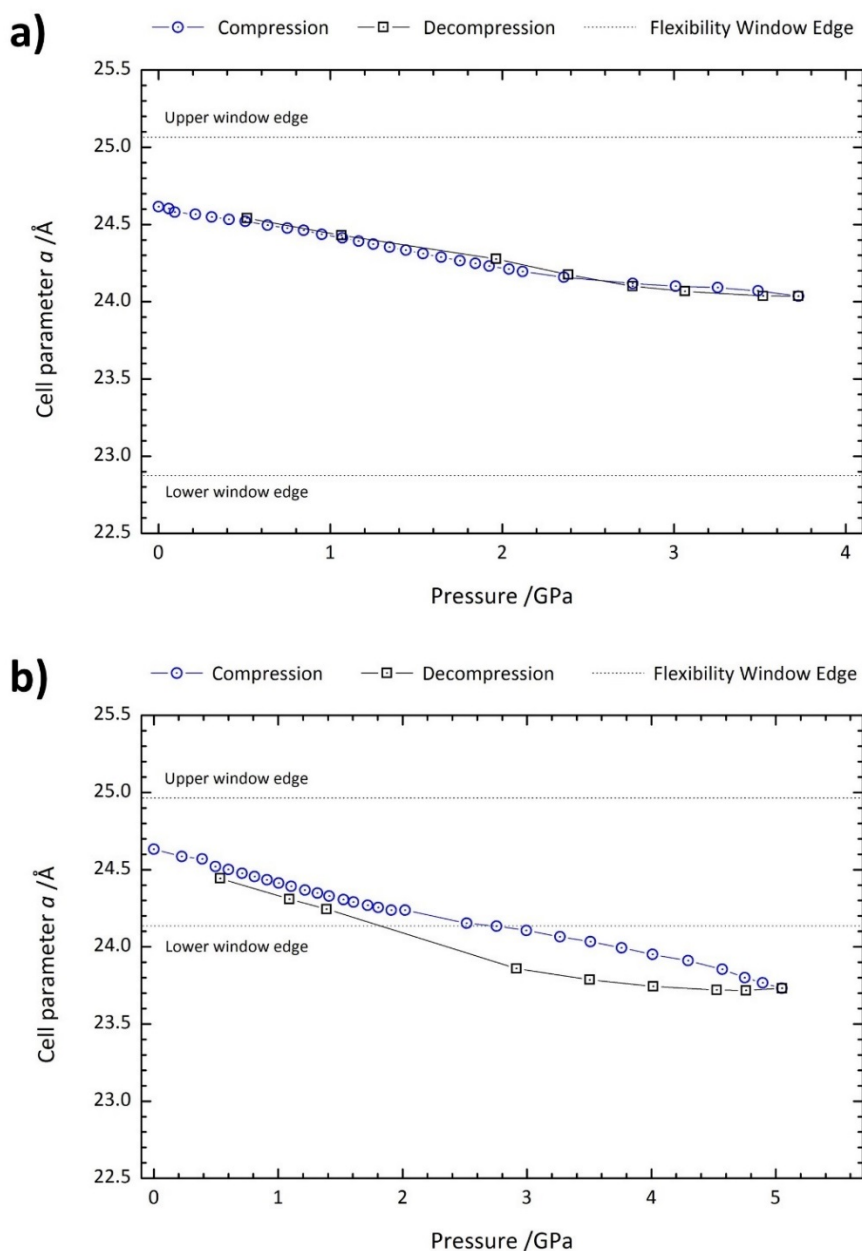 a)
Compression Decompression Flexibility Window Edge
25.5
Upper window edge
25.0
24.5
24.0
23.5
23.0
Lower window edge
22.5
Cell parameter a /Å
0 1 2 3 4
Pressure /GPa
b)
Compression Decompression Flexibility Window Edge
25.5
Upper window edge
25.0
24.5
24.0
Lower window edge
23.5
23.0
22.5
Cell parameter a /Å
0 1 2 3 4 5
Pressure /GPa